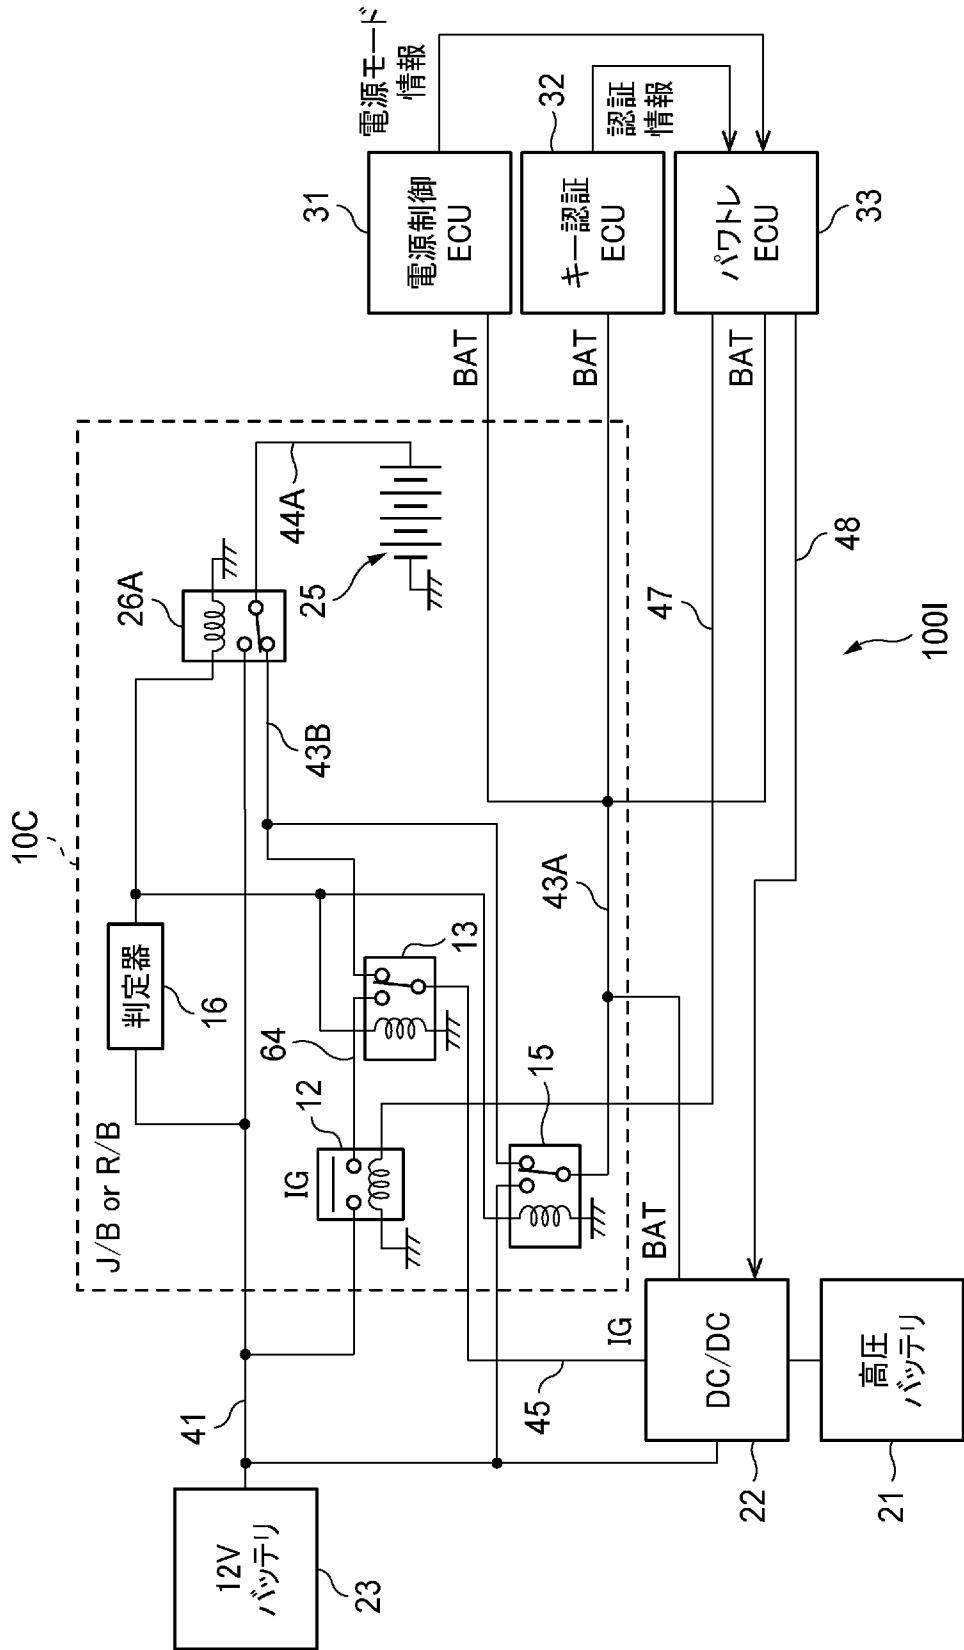 10C
J/B or R/B
判定器
16
26A
44A
25
43B
41
12V
バッテリ
23
IG
12
64
13
15
43A
IG
BAT
45
DC/DC
22
高圧
バッテリ
21
31
電源制御
ECU
電源モード
情報
32
キー認証
ECU
認証
情報
パワトレ
ECU
33
BAT
BAT
BAT
47
48
100I